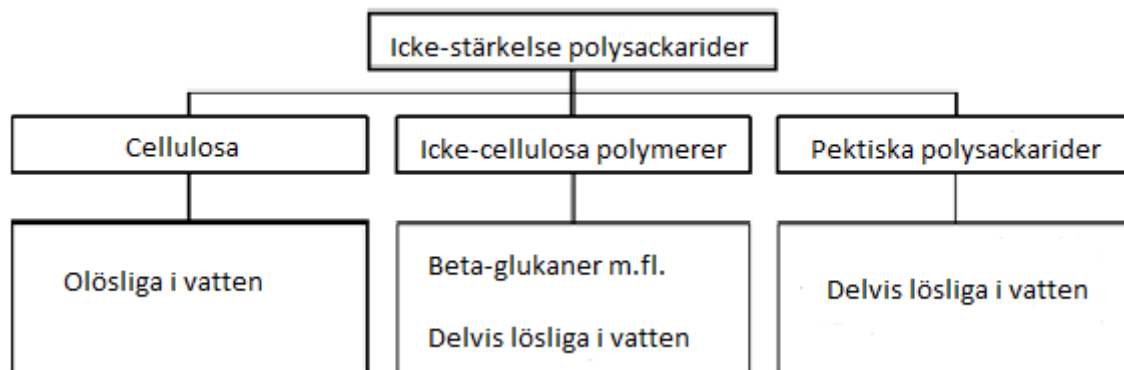 Icke-stärkelse polysackarider
Cellulosa
Icke-cellulosa polymerer
Pektiska polysackarider
Olösliga i vatten
Beta-glukaner m.fl.
Delvis lösliga i vatten
Delvis lösliga i vatten